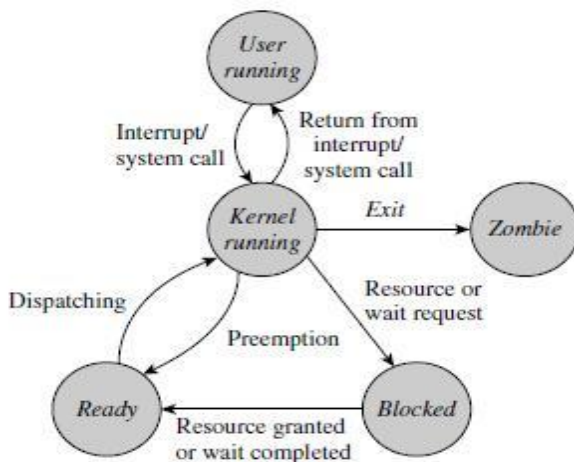 User
running
Interrupt/
system call
Return from
interrupt/
system call
Kernel
running
Exit
Zombie
Dispatching
Preemption
Resource or
wait request
Ready
Resource granted
or wait completed
Blocked